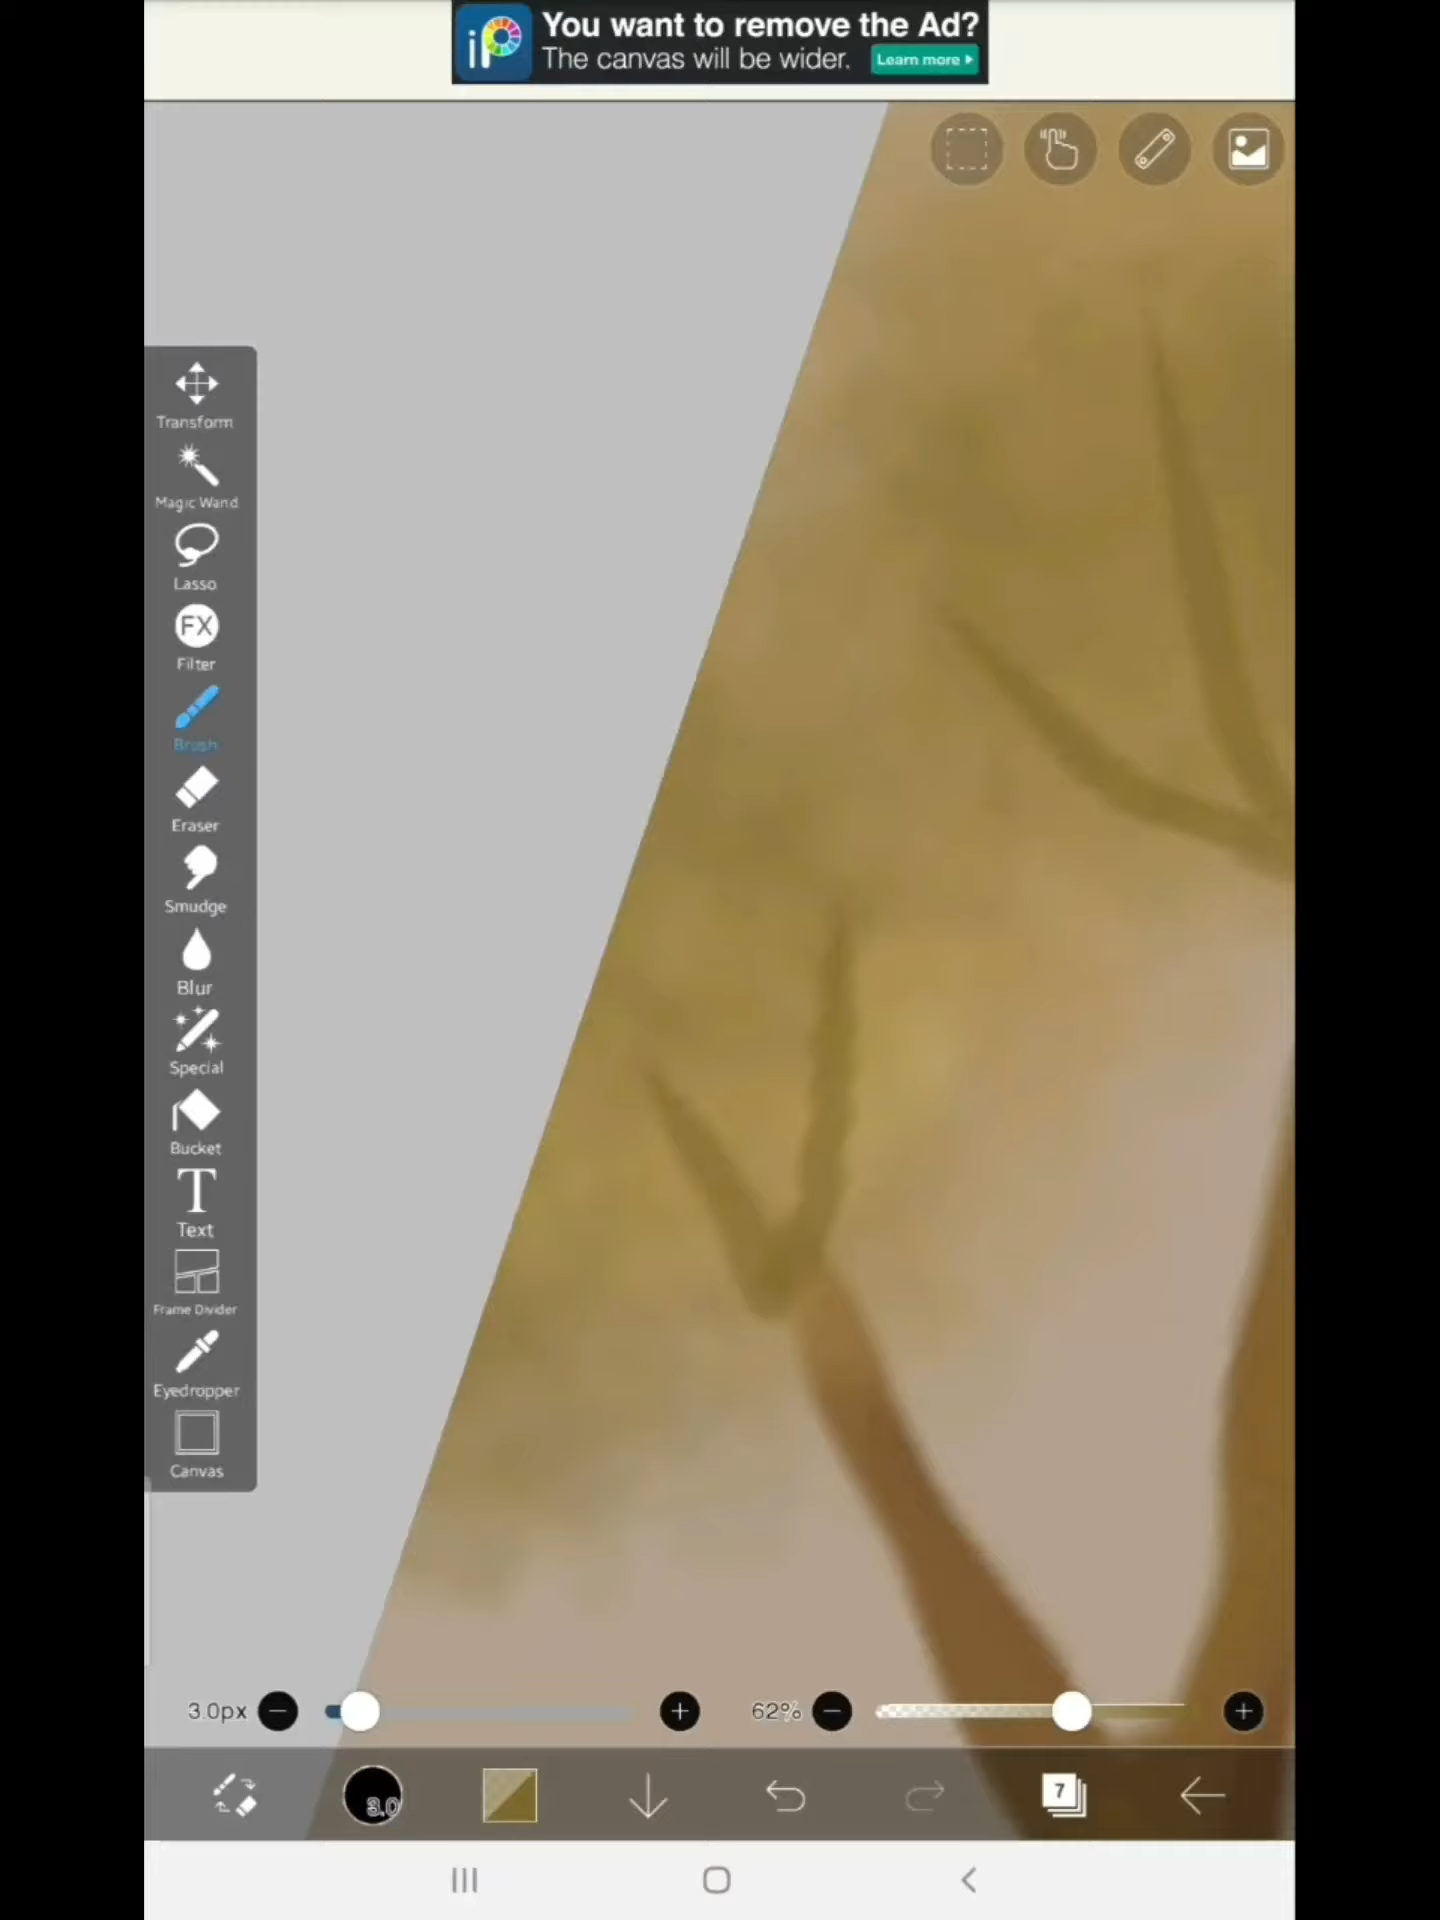 iP
You want to remove the Ad?
The canvas will be wider.
Learn more
Transform
Magic Wand
Lasso
FX
Filter
Brush
Eraser
Smudge
Blur
Special
Bucket
T
Text
Frame Divider
Eyedropper
Canvas
3.0px
62%
3.0
7